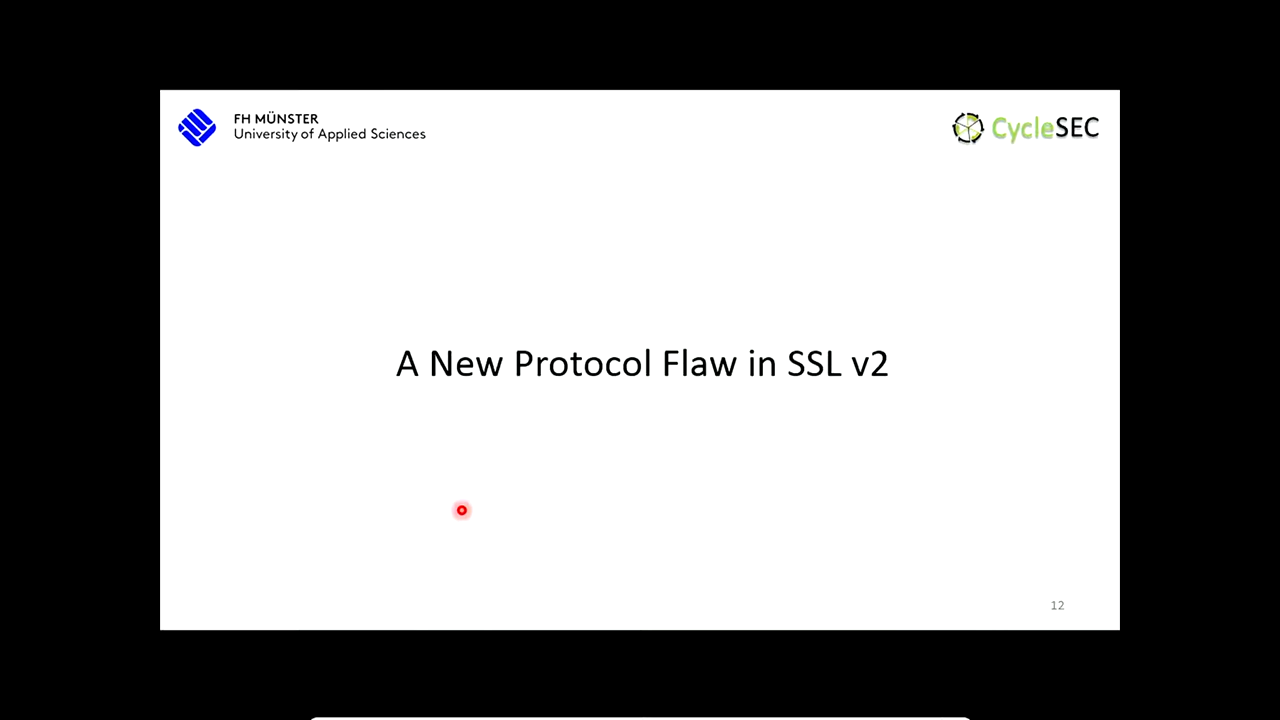 FH MÜNSTER
University of Applied Sciences
CycleSEC
A New Protocol Flaw in SSL v2
12